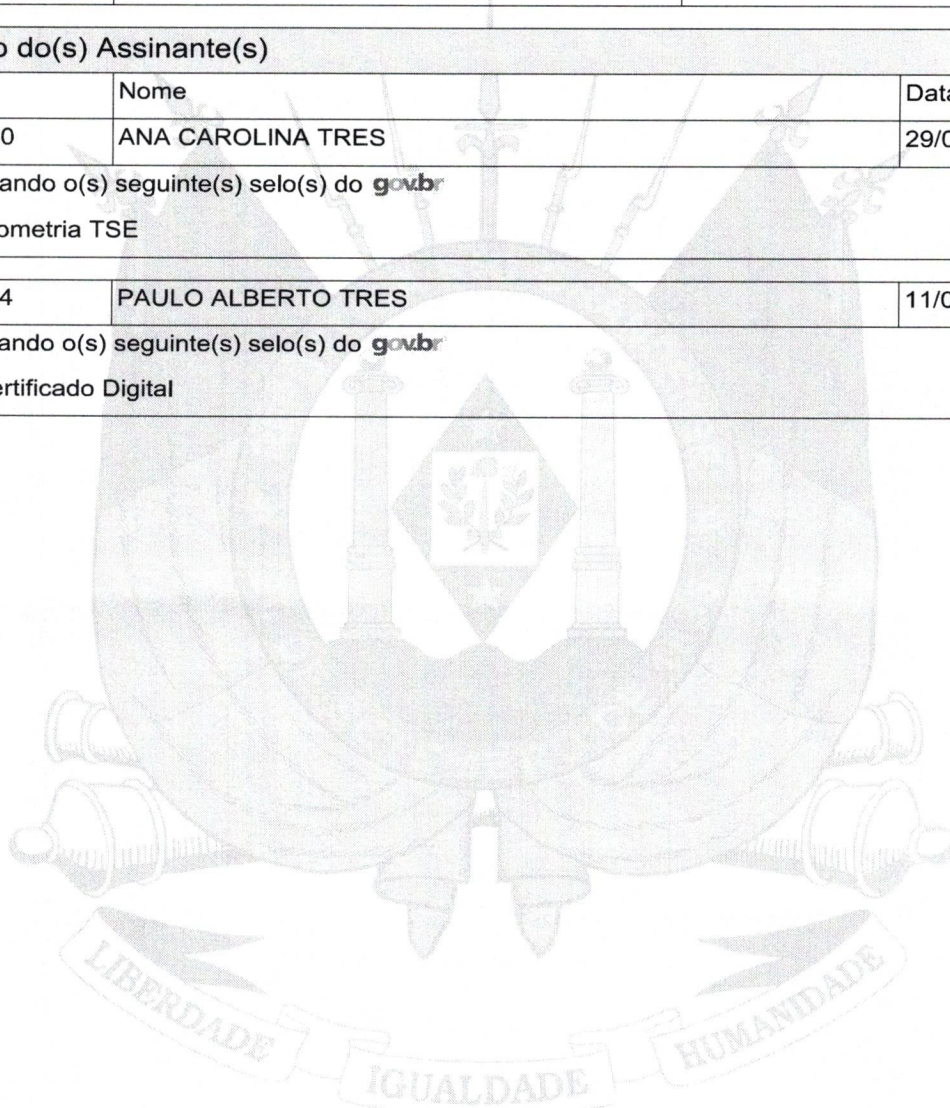 o do(s) Assinante(s)
Nome Data
0 ANA CAROLINA TRES 29/0
ando o(s) seguinte(s) selo(s) do gov.br
ometria TSE
4 PAULO ALBERTO TRES 11/0
ando o(s) seguinte(s) selo(s) do gov.br
ertificado Digital
LIBERDADE
IGUALDADE
HUMANIDADE